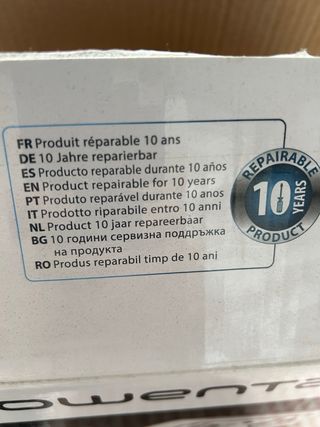 FR Produit réparable 10 ans
DE 10 Jahre reparierbar
ES Producto reparable durante 10 años
EN Product repairable for 10 years
PT Produto reparável durante 10 anos
IT Prodotto riparabile entro 10 anni
NL Product 10 jaar repareerbaar
BG 10 години сервизна поддръжка
на продукта
RO Produs reparabil timp de 10 ani
REPAIRABLE
10 YEARS
PRODUCT
rowenta